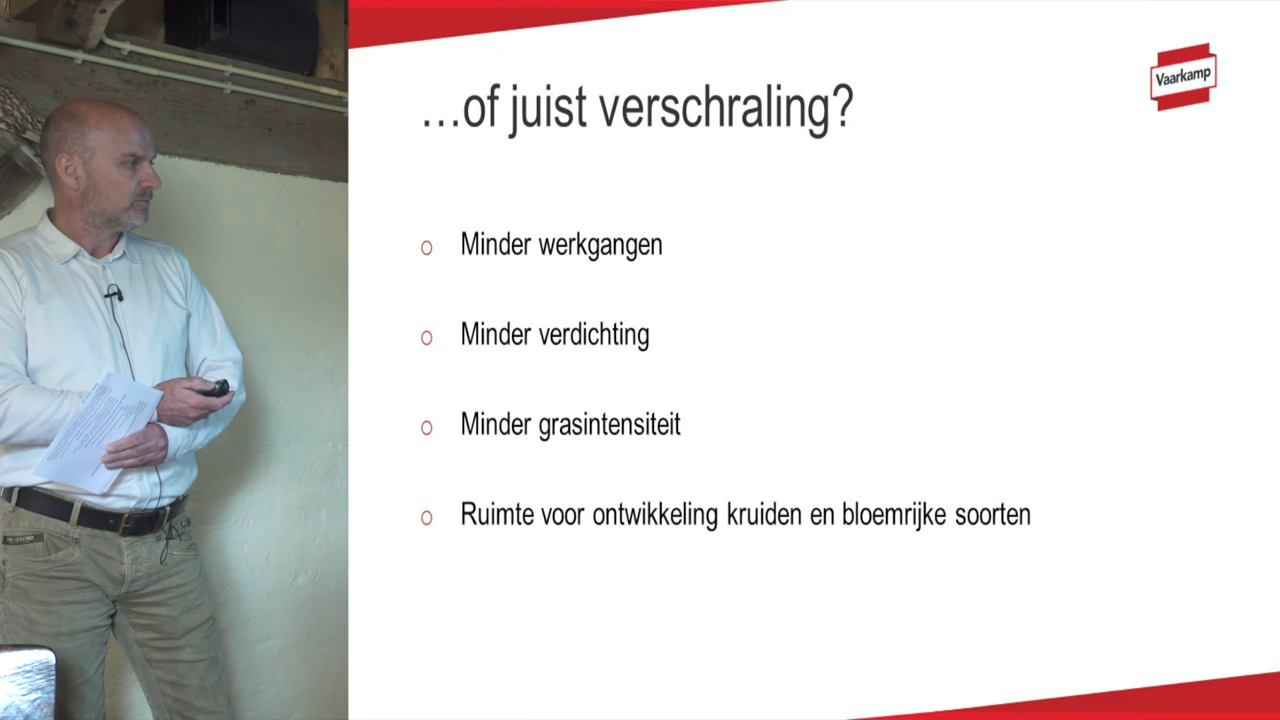 ...of juist verschraling?
Vaarkamp
o Minder werkgangen
o Minder verdichting
o Minder grasintensiteit
o Ruimte voor ontwikkeling kruiden en bloemrijke soorten